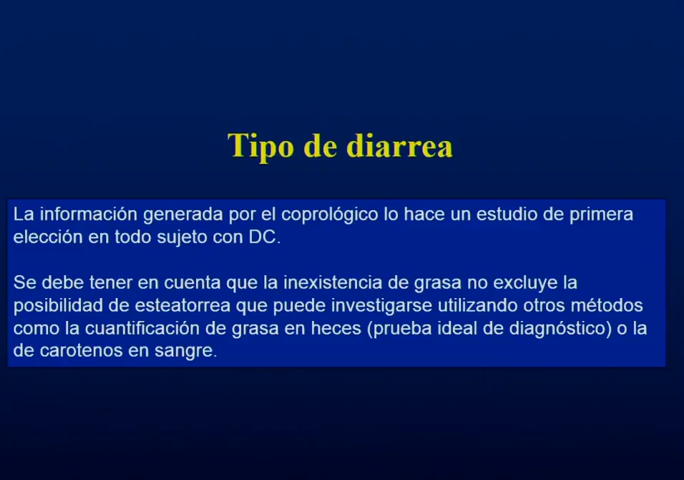 Tipo de diarrea
La información generada por el coprológico lo hace un estudio de primera
elección en todo sujeto con DC.
Se debe tener en cuenta que la inexistencia de grasa no excluye la
posibilidad de esteatorrea que puede investigarse utilizando otros métodos
como la cuantificación de grasa en heces (prueba ideal de diagnóstico) o la
de carotenos en sangre.